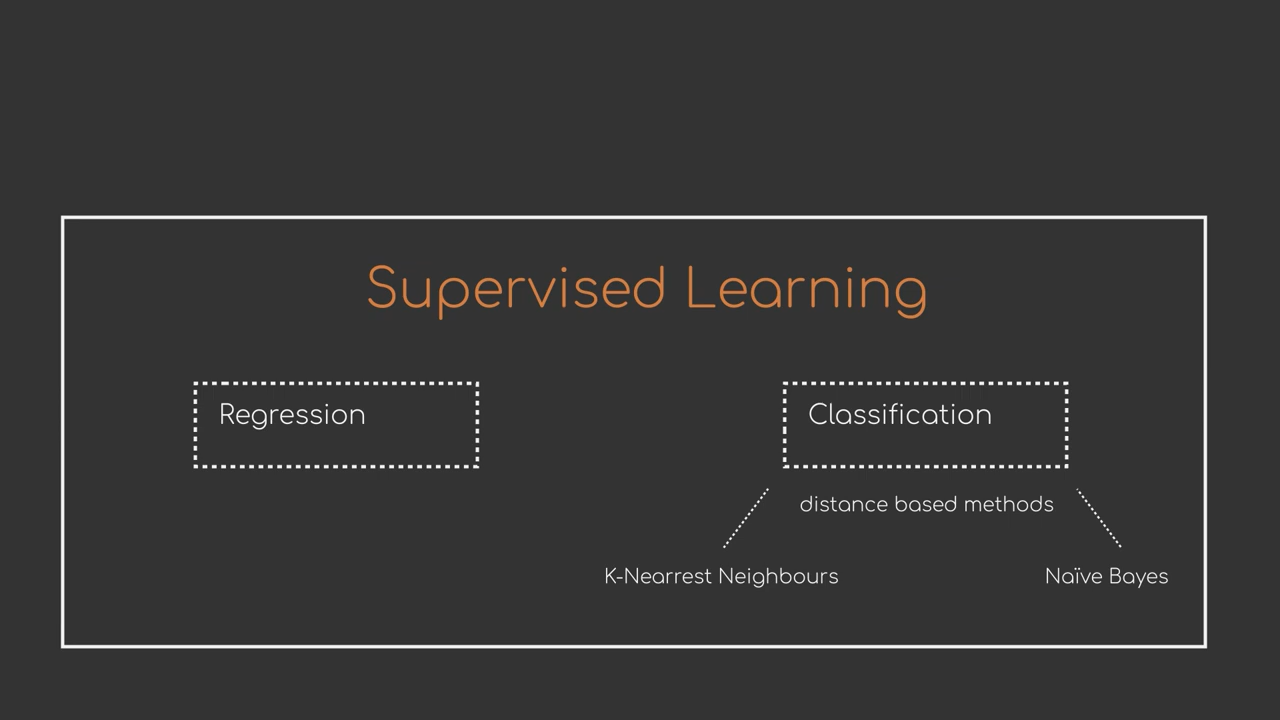 Supervised Learning
Regression
Classification
distance based methods
K-Nearrest Neighbours
Naïve Bayes